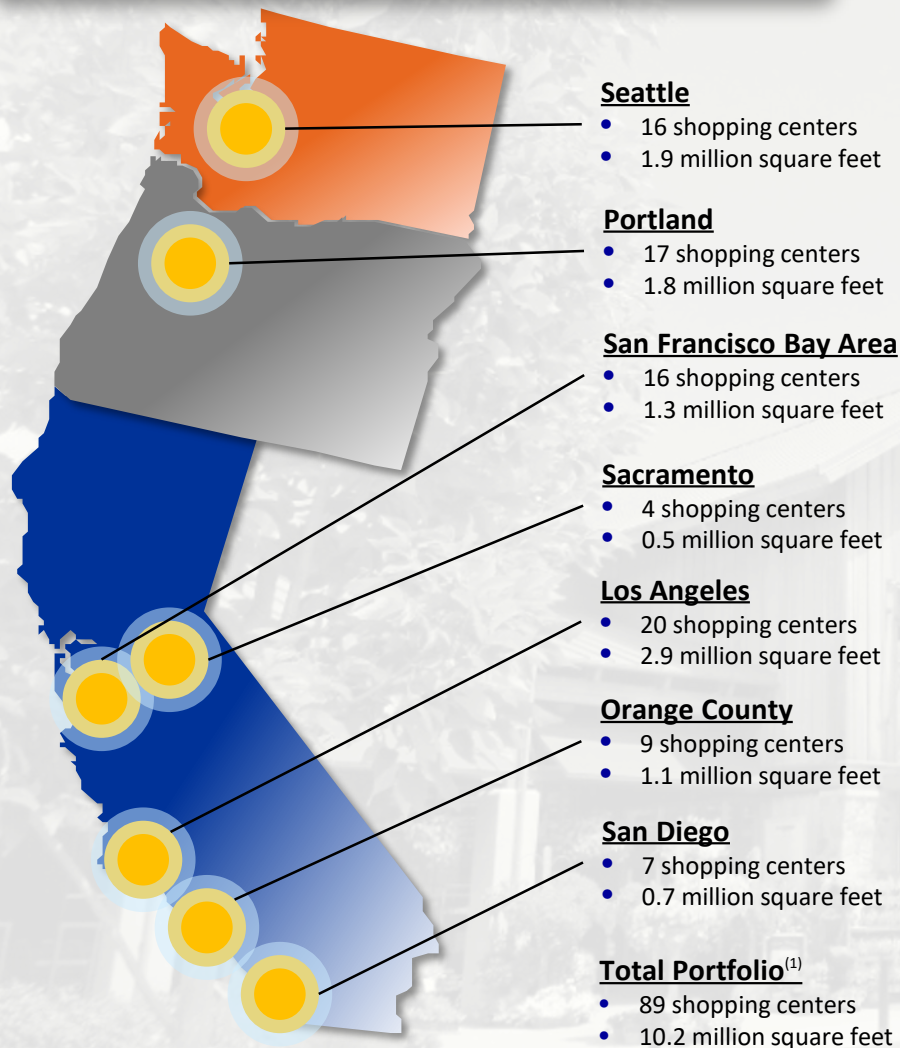 Seattle
• 16 shopping centers
• 1.9 million square feet
Portland
• 17 shopping centers
• 1.8 million square feet
San Francisco Bay Area
• 16 shopping centers
• 1.3 million square feet
Sacramento
• 4 shopping centers
• 0.5 million square feet
Los Angeles
• 20 shopping centers
• 2.9 million square feet
Orange County
• 9 shopping centers
• 1.1 million square feet
San Diego
• 7 shopping centers
• 0.7 million square feet
Total Portfolio(1)
• 89 shopping centers
• 10.2 million square feet